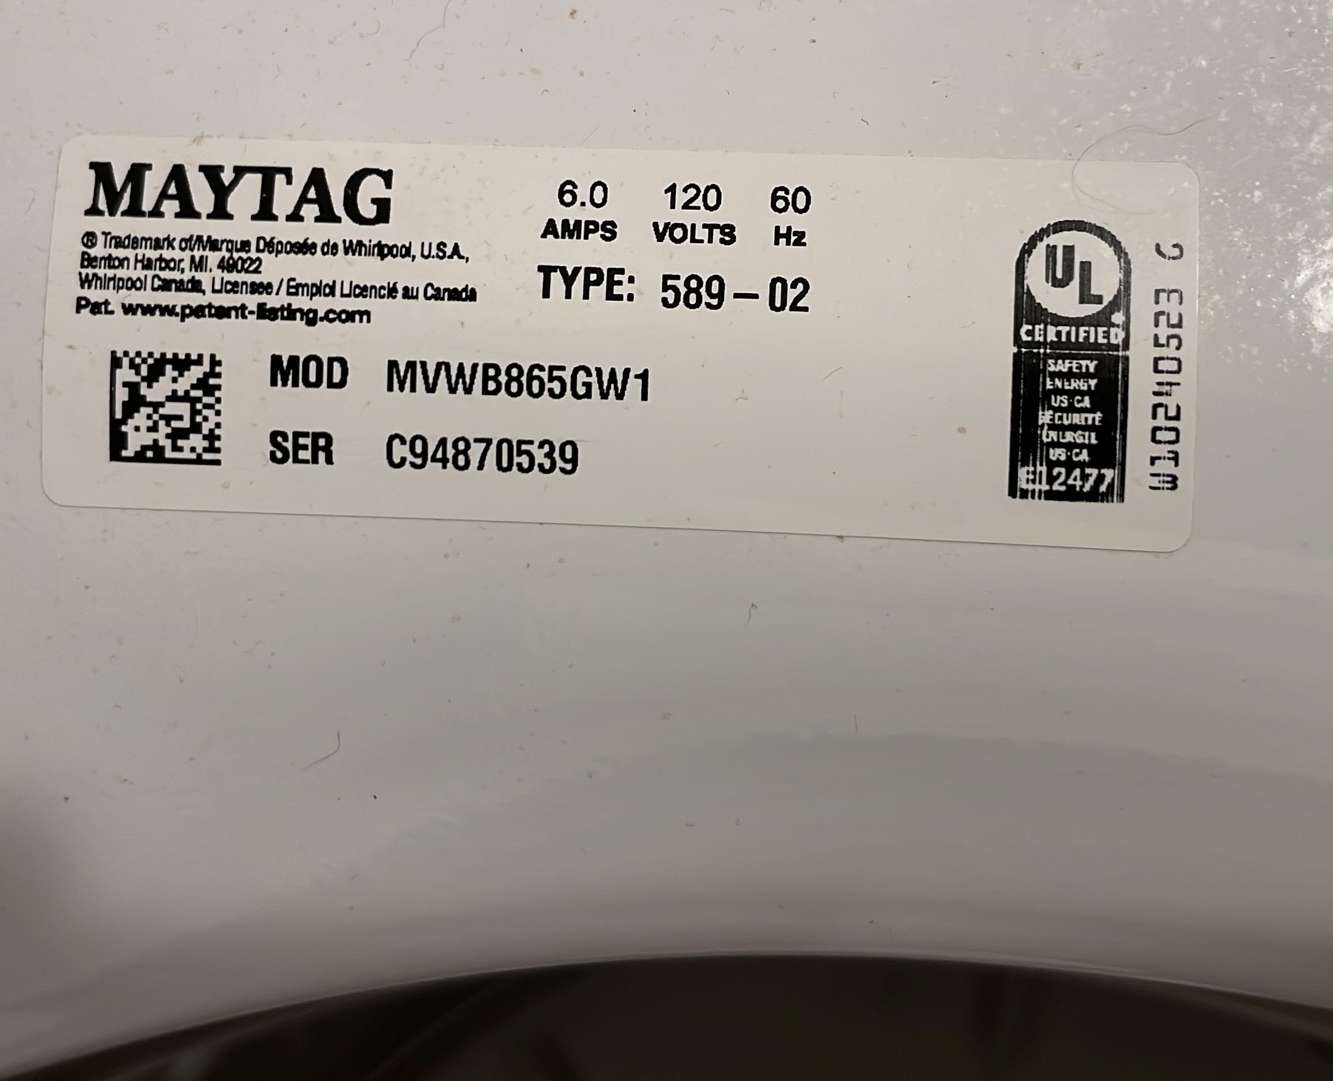 MAYTAG
® Trademark of/Marque Déposée de Whirlpool, U.S.A.,
Benton Harbor, MI. 49022
Whirlpool Canada, Licensee / Emploi Licencié au Canada
Pat. www.patent-listing.com
6.0 120 60
AMPS VOLTS Hz
TYPE: 589-02
MOD MVWB865GW1
SER C94870539
UL
CERTIFIED
SAFETY
ENERGY
US·CA
SÉCURITÉ
ÉNERGIE
US·CA
E12477
W10240523 G